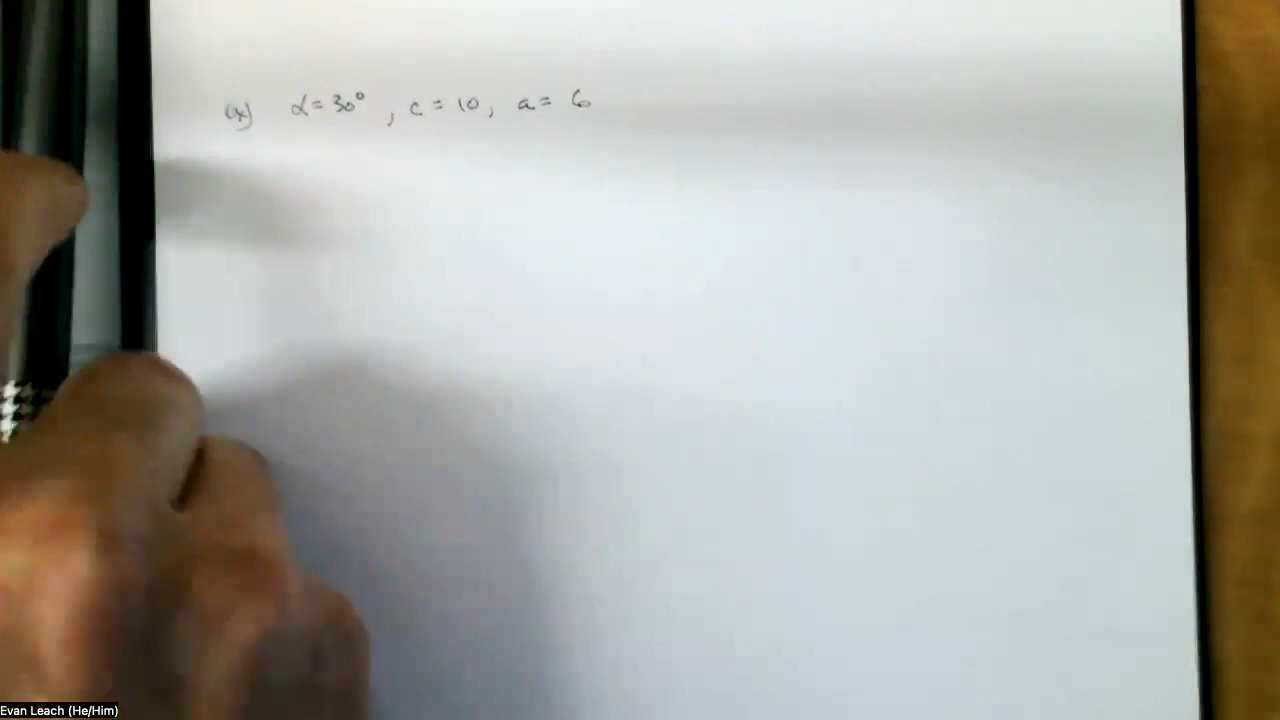 ex) α = 30°, c = 10, a = 6
Evan Leach (He/Him)